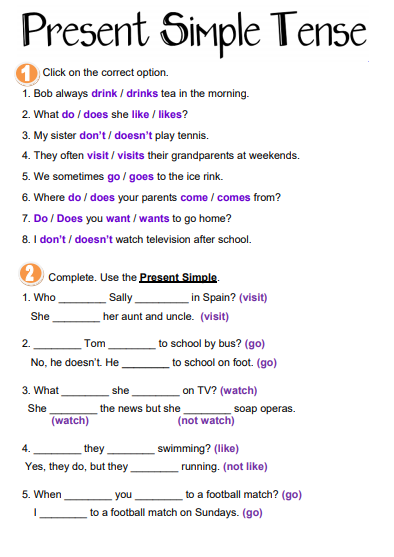 Present Simple Tense
1 Click on the correct option.
1. Bob always drink / drinks tea in the morning.
2. What do / does she like / likes?
3. My sister don't / doesn't play tennis.
4. They often visit / visits their grandparents at weekends.
5. We sometimes go / goes to the ice rink.
6. Where do / does your parents come / comes from?
7. Do / Does you want / wants to go home?
8. I don't / doesn't watch television after school.
2 Complete. Use the Present Simple.
1. Who ________ Sally _________ in Spain? (visit)
She ________ her aunt and uncle. (visit)
2. ________ Tom ________ to school by bus? (go)
No, he doesn't. He ________ to school on foot. (go)
3. What ________ she ________ on TV? (watch)
She ________ the news but she ________ soap operas.
(watch) (not watch)
4. ________ they ________ swimming? (like)
Yes, they do, but they ________ running. (not like)
5. When ________ you ________ to a football match? (go)
I ________ to a football match on Sundays. (go)